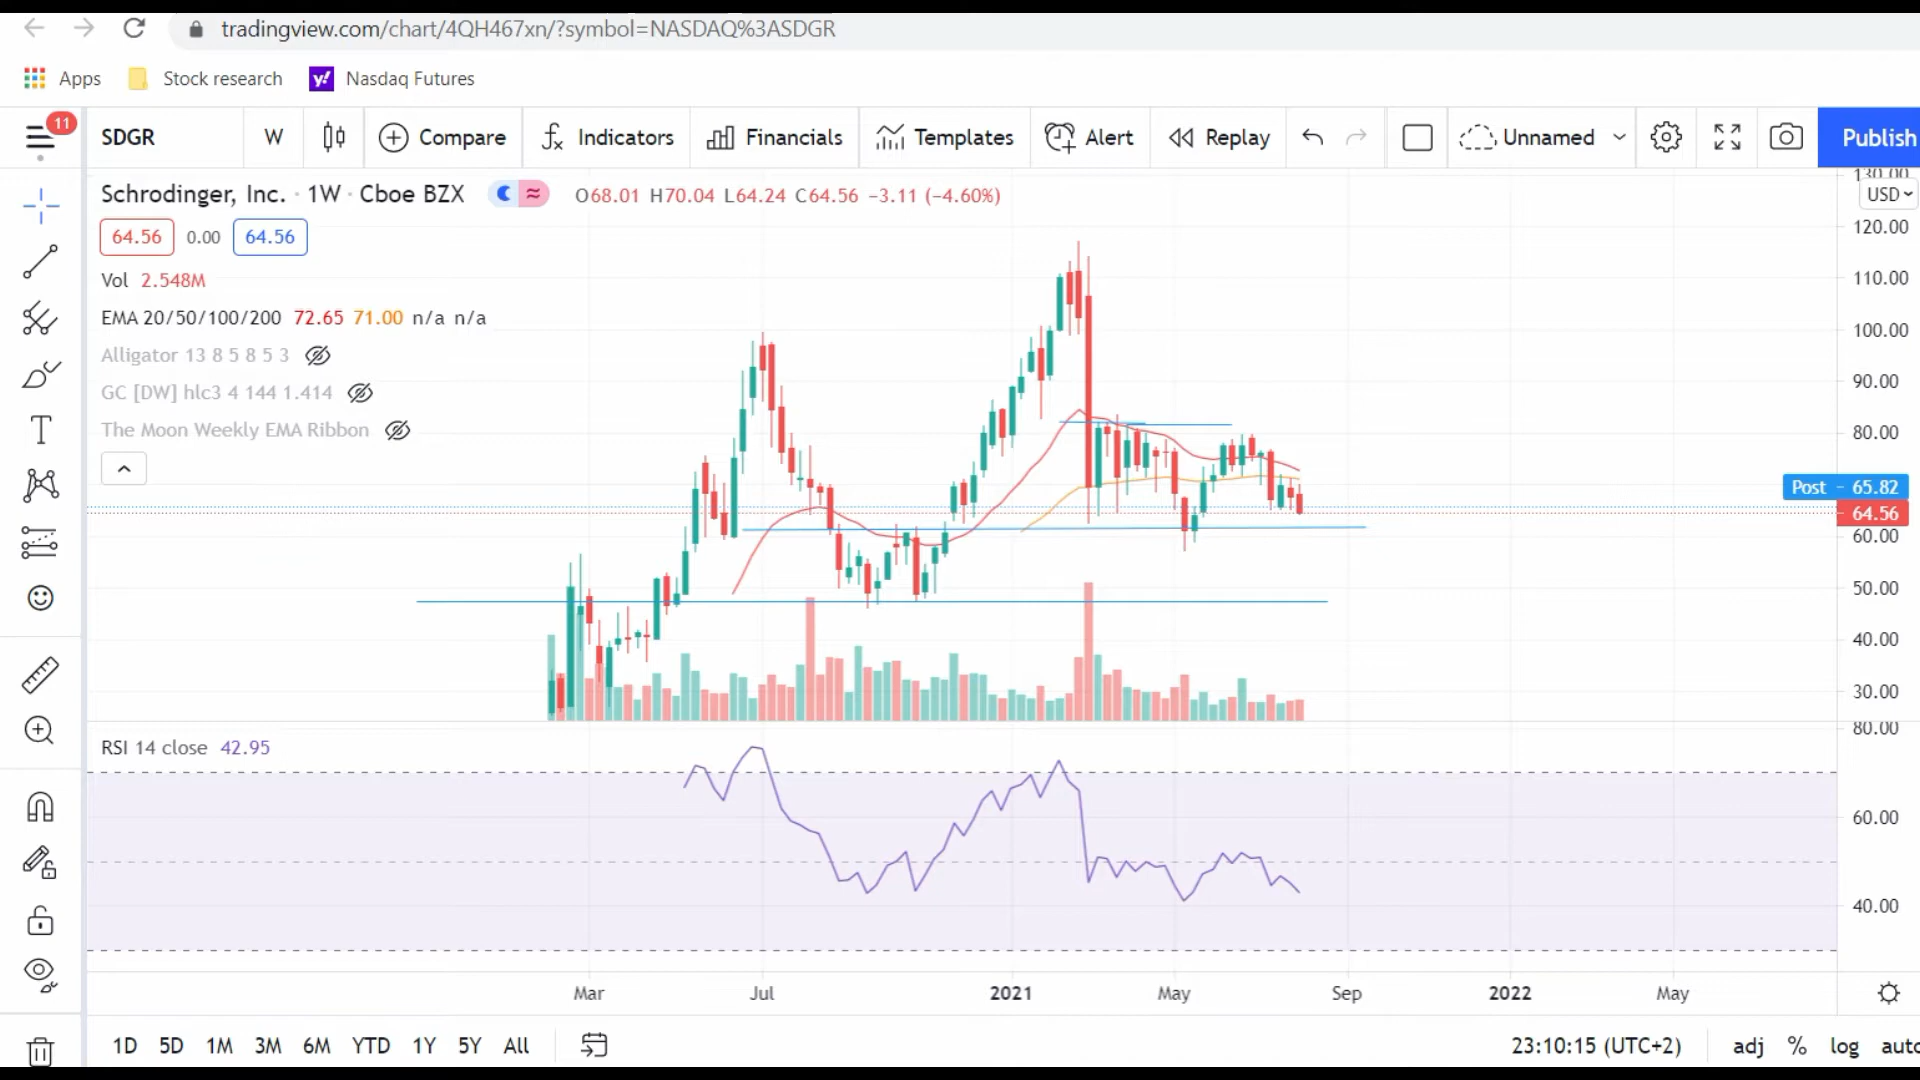 tradingview.com/chart/4QH467xn/?symbol=NASDAQ%3ASDGR
Apps Stock research y! Nasdaq Futures
11
SDGR W Compare Indicators Financials Templates Alert Replay Unnamed Publish
Schrodinger, Inc. · 1W · Cboe BZX O68.01 H70.04 L64.24 C64.56 −3.11 (−4.60%)
64.56 0.00 64.56
Vol 2.548M
EMA 20/50/100/200 72.65 71.00 n/a n/a
Alligator 13 8 5 8 5 3
GC [DW] hlc3 4 144 1.414
The Moon Weekly EMA Ribbon
130.00
USD
120.00
110.00
100.00
90.00
80.00
Post − 65.82
64.56
60.00
50.00
40.00
30.00
80.00
RSI 14 close 42.95
60.00
40.00
Mar Jul 2021 May Sep 2022 May
1D 5D 1M 3M 6M YTD 1Y 5Y All 23:10:15 (UTC+2) adj % log auto